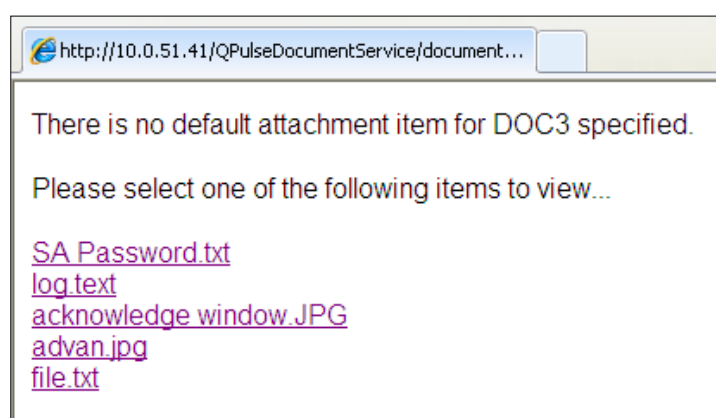 http://10.0.51.41/QPulseDocumentService/document...
There is no default attachment item for DOC3 specified.
Please select one of the following items to view...
SA Password.txt
log.text
acknowledge window.JPG
advan.jpg
file.txt